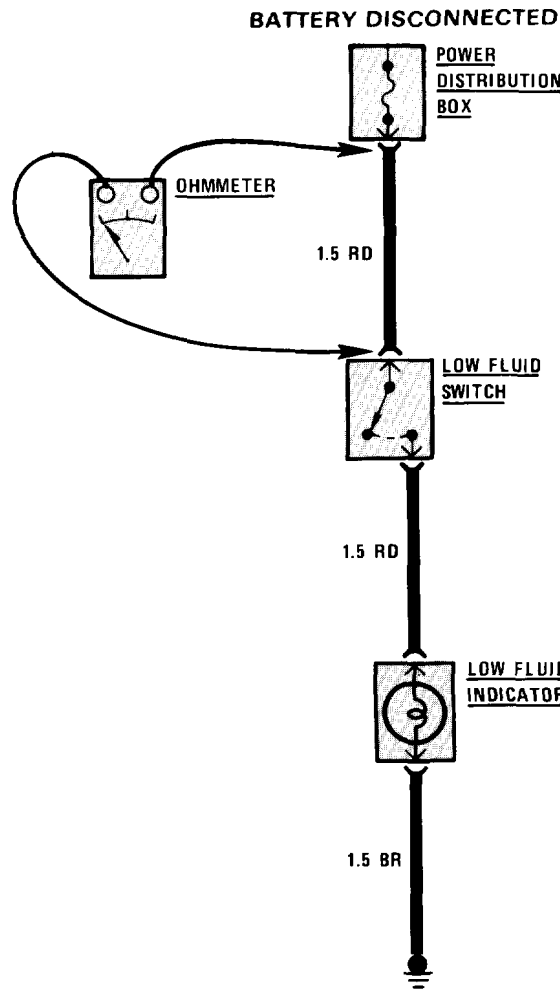 BATTERY DISCONNECTED
POWER
DISTRIBUTION
BOX
OHMMETER
1.5 RD
LOW FLUID
SWITCH
1.5 RD
LOW FLUID
INDICATOR
1.5 BR